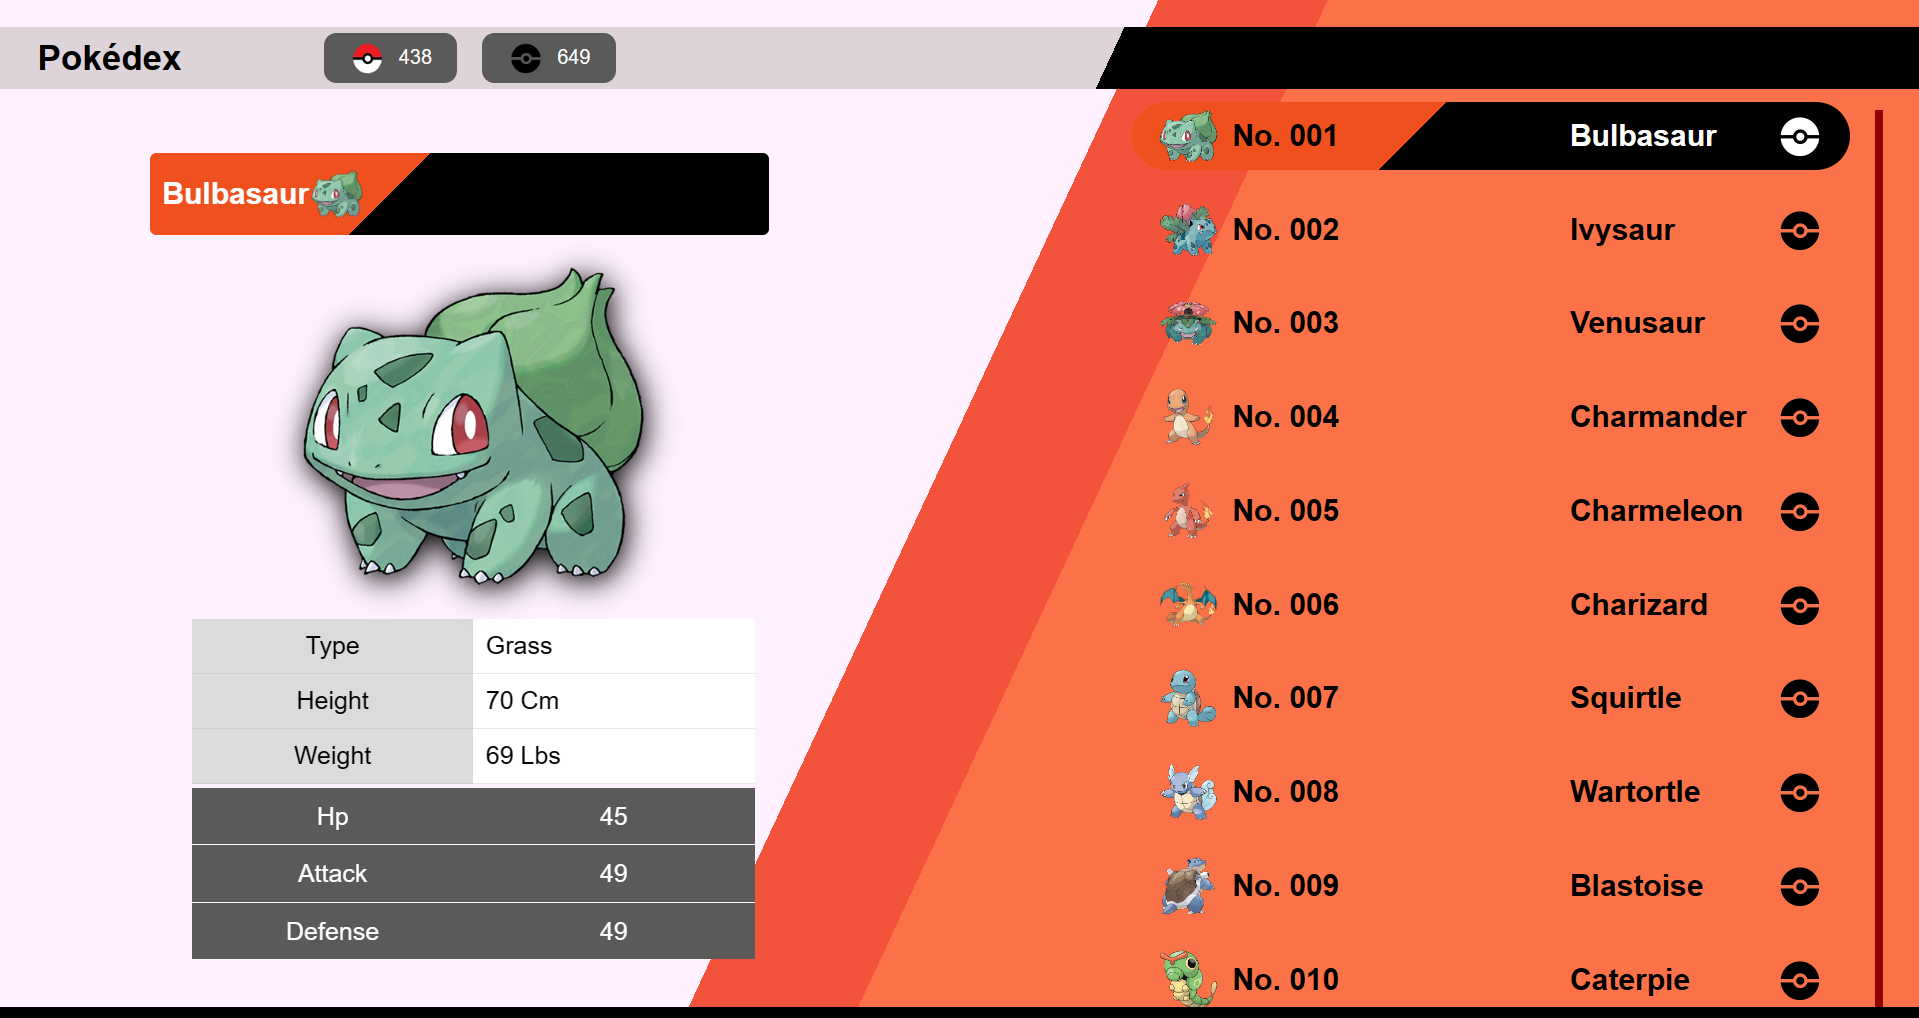 Pokédex 438 649
Bulbasaur
Type Grass
Height 70 Cm
Weight 69 Lbs
Hp 45
Attack 49
Defense 49
No. 001 Bulbasaur
No. 002 Ivysaur
No. 003 Venusaur
No. 004 Charmander
No. 005 Charmeleon
No. 006 Charizard
No. 007 Squirtle
No. 008 Wartortle
No. 009 Blastoise
No. 010 Caterpie